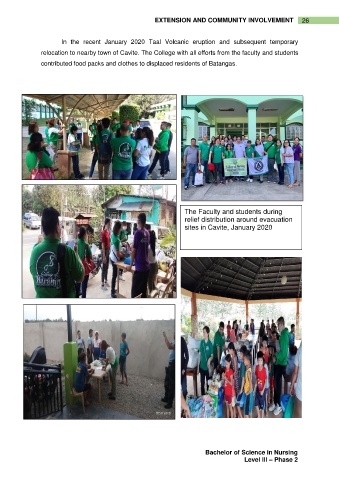 EXTENSION AND COMMUNITY INVOLVEMENT 26
In the recent January 2020 Taal Volcanic eruption and subsequent temporary
relocation to nearby town of Cavite. The College with all efforts from the faculty and students
contributed food packs and clothes to displaced residents of Batangas.
The Faculty and students during
relief distribution around evacuation
sites in Cavite, January 2020
Bachelor of Science in Nursing
Level III – Phase 2